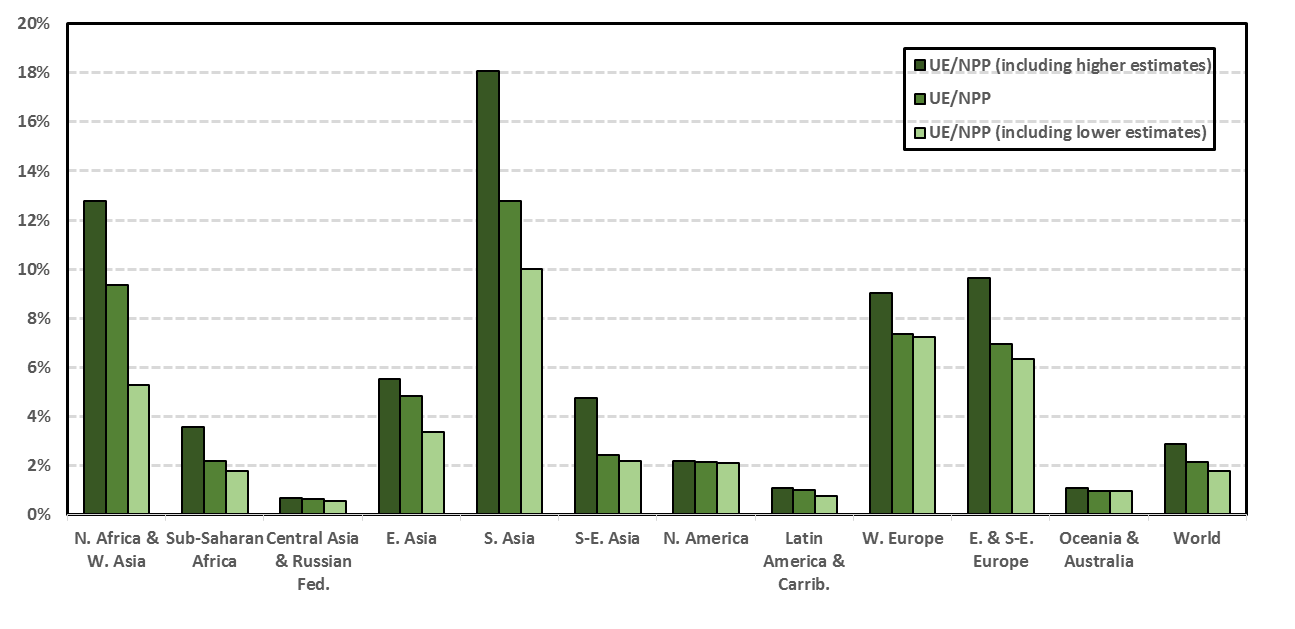 20%
18%
16%
14%
12%
10%
8%
6%
4%
2%
0%
UE/NPP (including higher estimates)
UE/NPP
UE/NPP (including lower estimates)
N. Africa &
W. Asia
Sub-Saharan
Africa
Central Asia
& Russian
Fed.
E. Asia
S. Asia
S-E. Asia
N. America
Latin
America &
Carrib.
W. Europe
E. & S-E.
Europe
Oceania &
Australia
World